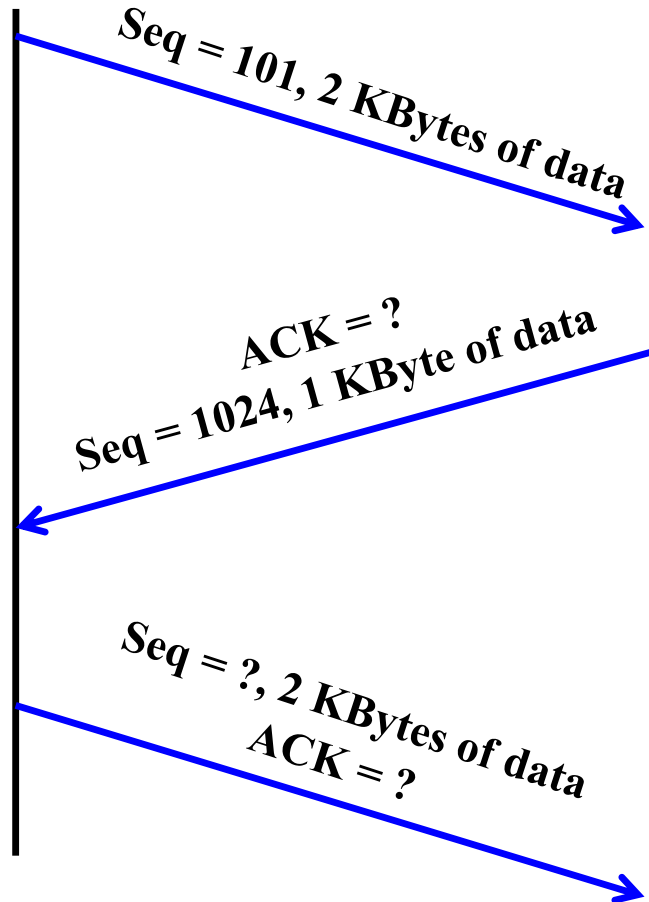 Seq = 101, 2 KBytes of data
ACK = ?
Seq = 1024, 1 KByte of data
Seq = ?, 2 KBytes of data
ACK = ?